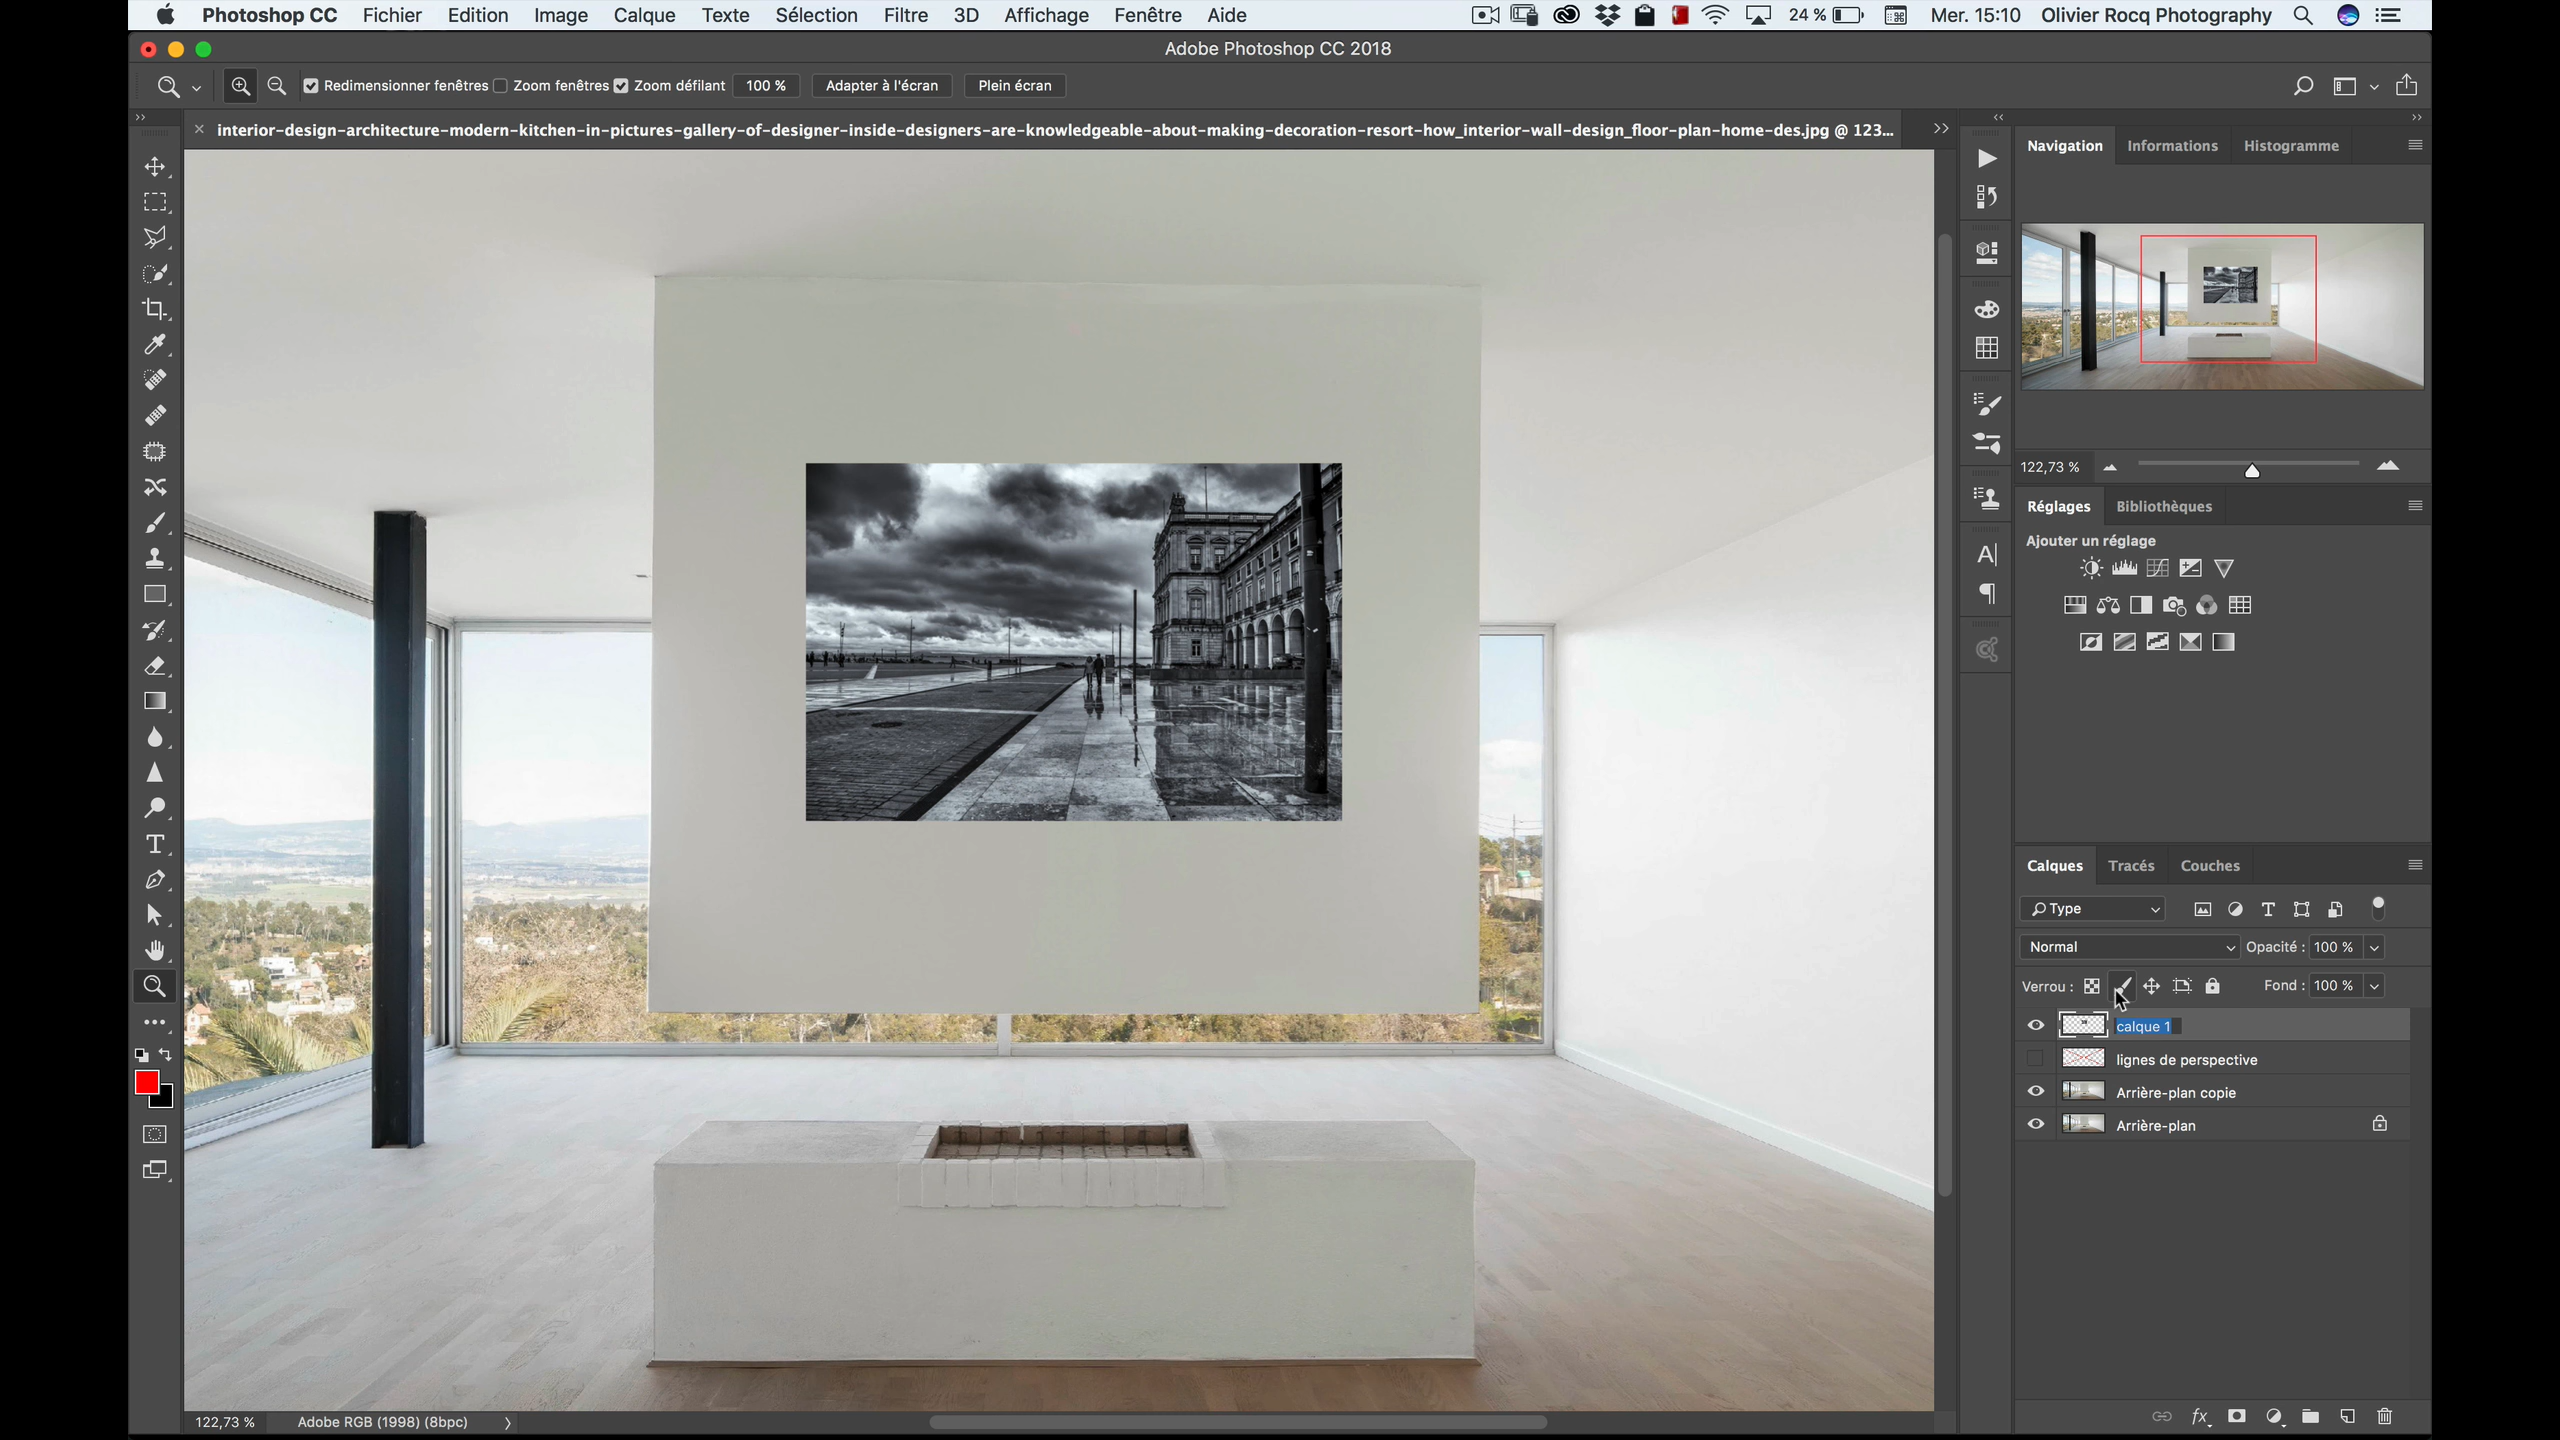 Photoshop CC Fichier Edition Image Calque Texte Sélection Filtre 3D Affichage Fenêtre Aide 24 % Mer. 15:10 Olivier Rocq Photography
Adobe Photoshop CC 2018
Redimensionner fenêtres Zoom fenêtres Zoom défilant 100 % Adapter à l'écran Plein écran
interior-design-architecture-modern-kitchen-in-pictures-gallery-of-designer-inside-designers-are-knowledgeable-about-making-decoration-resort-how_interior-wall-design_floor-plan-home-des.jpg @ 123...
Navigation Informations Histogramme
122,73 %
Réglages Bibliothèques
Ajouter un réglage
Calques Tracés Couches
Type
Normal Opacité : 100 %
Verrou : Fond : 100 %
calque 1
lignes de perspective
Arrière-plan copie
Arrière-plan
122,73 % Adobe RGB (1998) (8bpc)